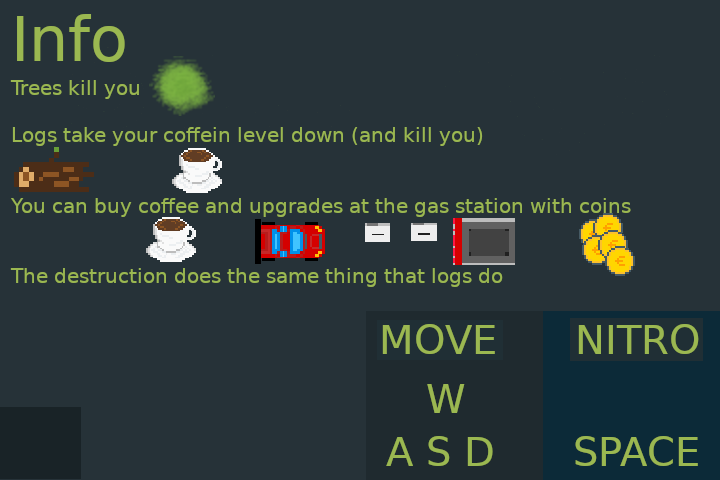 Info
Trees kill you
Logs take your coffein level down (and kill you)
You can buy coffee and upgrades at the gas station with coins
The destruction does the same thing that logs do
MOVE
W
A S D
NITRO
SPACE